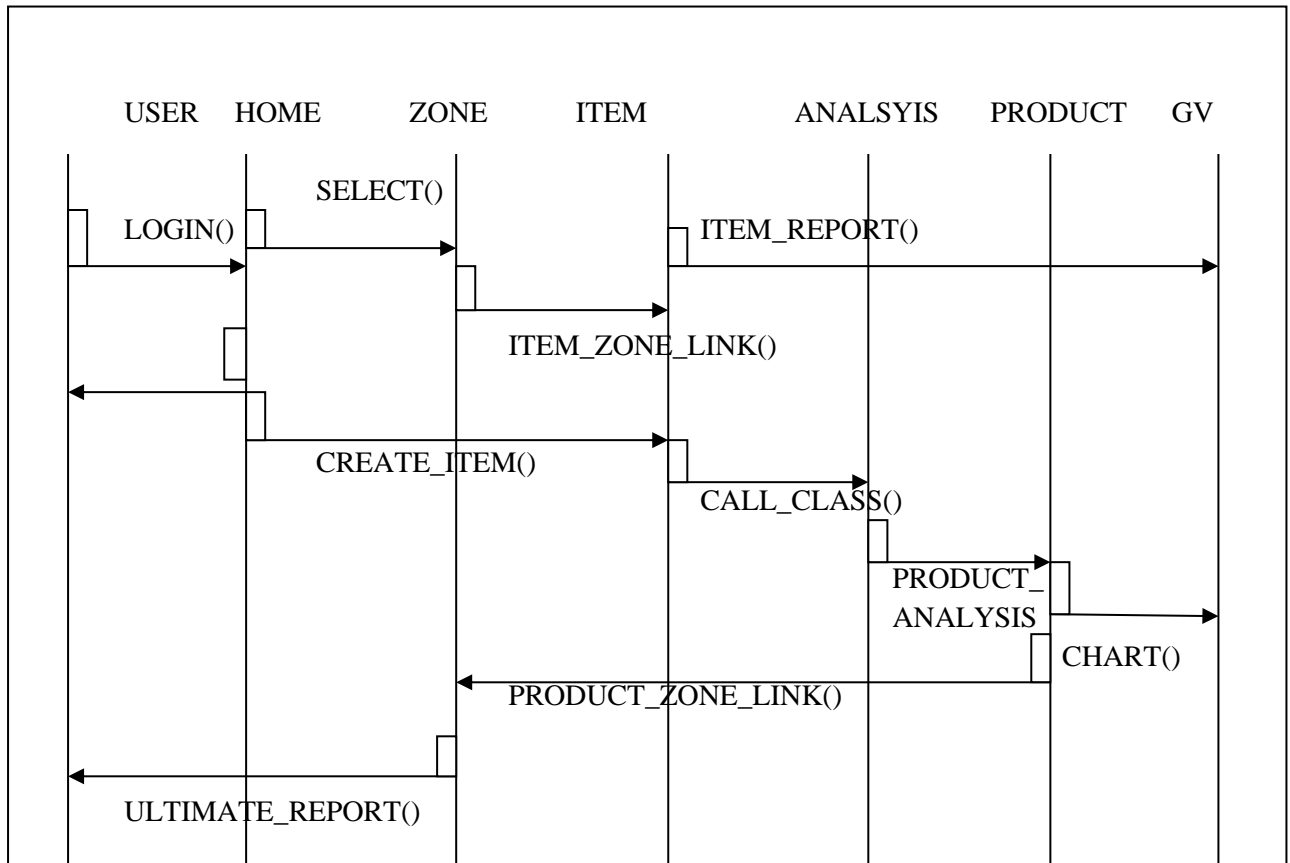 USER HOME ZONE ITEM ANALSYIS PRODUCT GV
SELECT()
LOGIN() ITEM_REPORT()
ITEM_ZONE_LINK()
CREATE_ITEM()
CALL_CLASS()
PRODUCT_
ANALYSIS
CHART()
PRODUCT_ZONE_LINK()
ULTIMATE_REPORT()